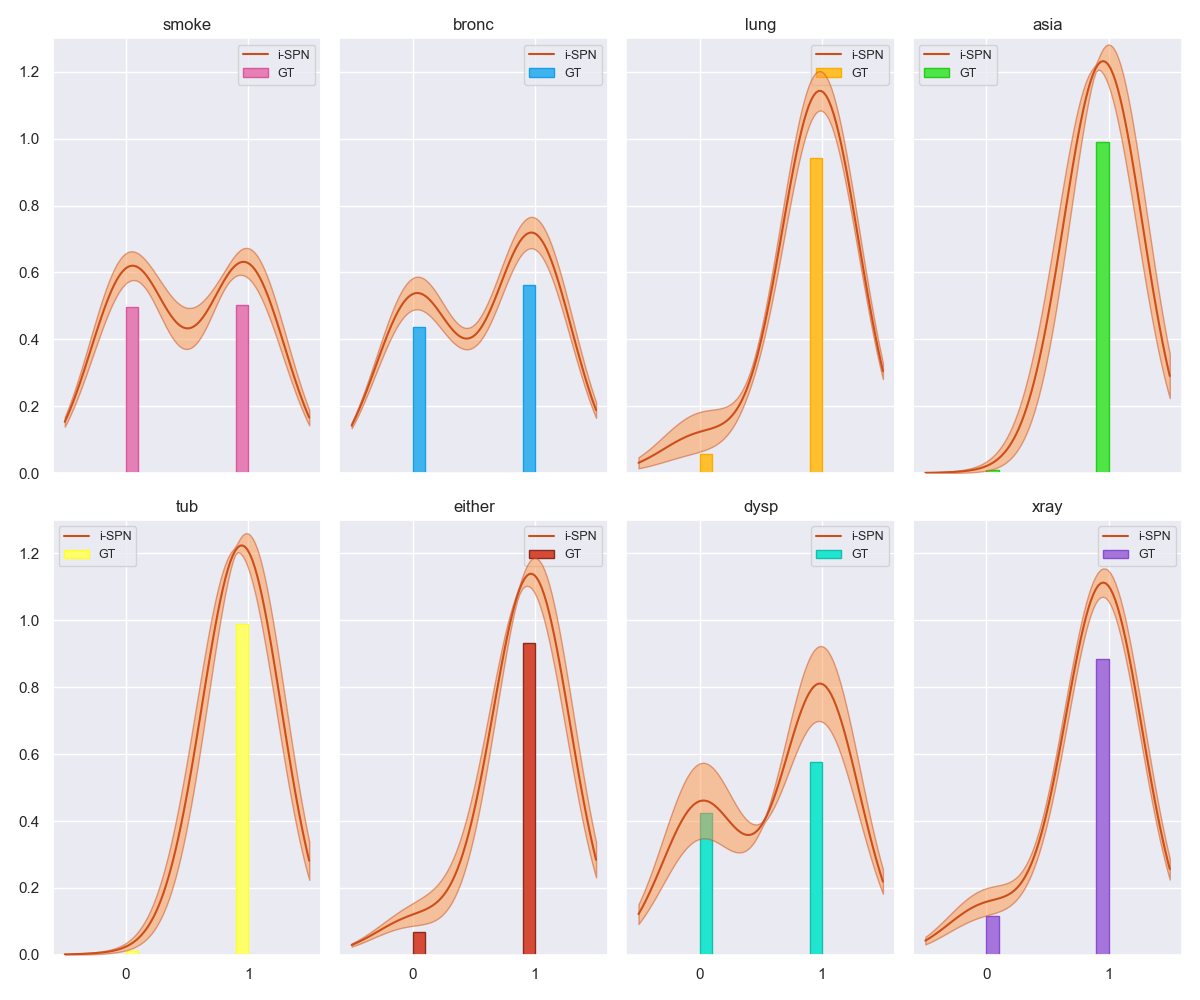 smoke
bronc
lung
asia
i-SPN
GT
i-SPN
GT
i-SPN
GT
i-SPN
GT
1.2
1.0
0.8
0.6
0.4
0.2
0.0
tub
either
dysp
xray
i-SPN
GT
i-SPN
GT
i-SPN
GT
i-SPN
GT
1.2
1.0
0.8
0.6
0.4
0.2
0.0
0 1
0 1
0 1
0 1